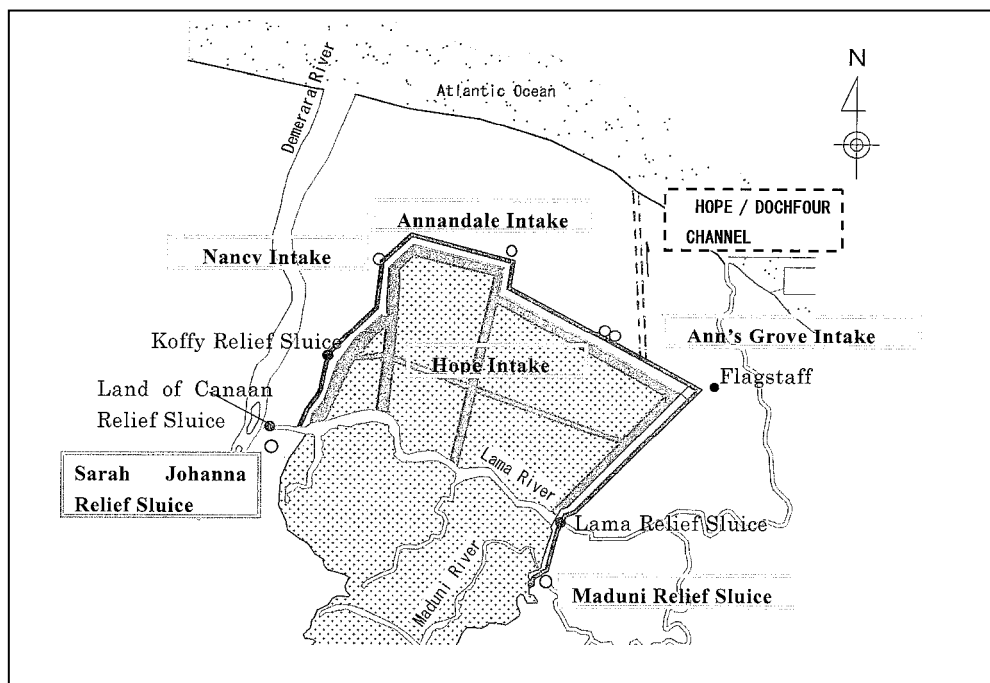 N
Demerara River
Atlantic Ocean
HOPE / DOCHFOUR
CHANNEL
Annandale Intake
Nancy Intake
Ann's Grove Intake
Koffy Relief Sluice
Hope Intake
Flagstaff
Land of Canaan
Relief Sluice
Lama River
Sarah Johanna
Relief Sluice
Lama Relief Sluice
Maduni River
Maduni Relief Sluice